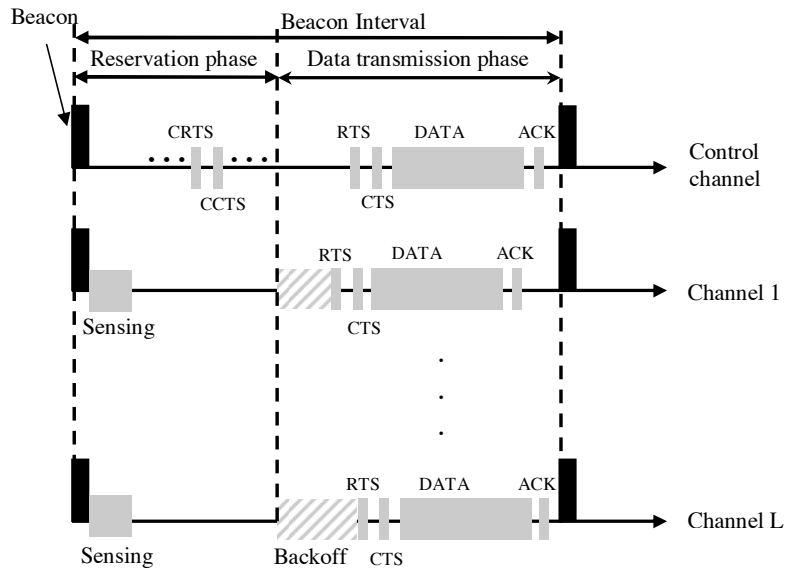 Beacon
Beacon Interval
Reservation phase
Data transmission phase
CRTS
RTS
DATA
ACK
CCTS
CTS
Control
channel
RTS
DATA
ACK
Channel 1
Sensing
CTS
RTS
DATA
ACK
Channel L
Sensing
Backoff
CTS